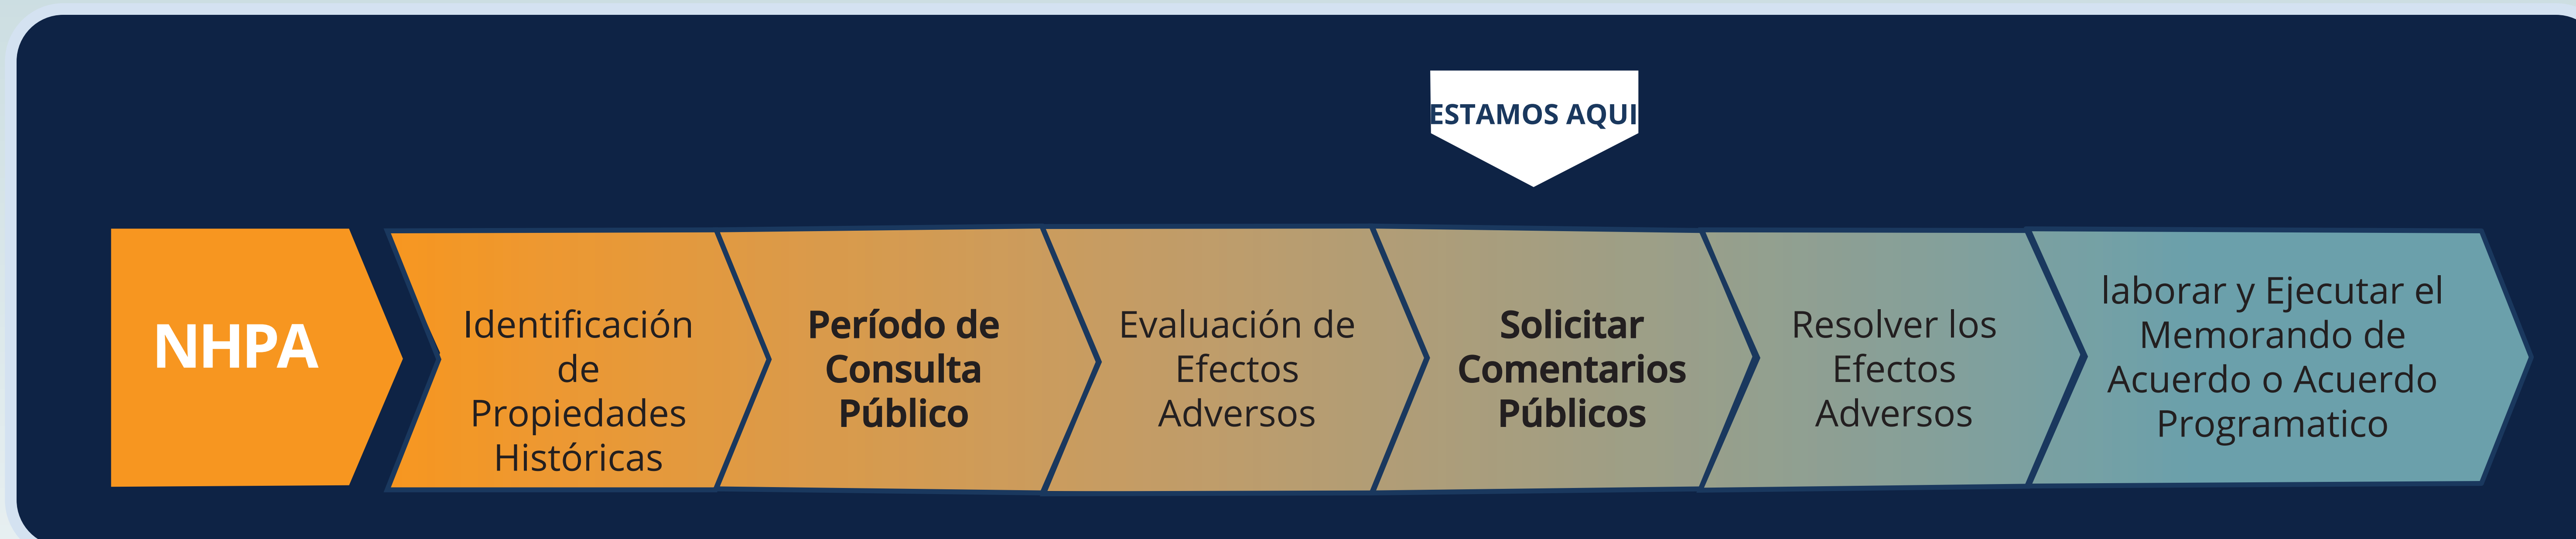 ESTAMOS AQUI
NHPA
Identificación
de
Propiedades
Históricas
Período de
Consulta
Público
Evaluación de
Efectos
Adversos
Solicitar
Comentarios
Públicos
Resolver los
Efectos
Adversos
laborar y Ejecutar el
Memorando de
Acuerdo o Acuerdo
Programatico